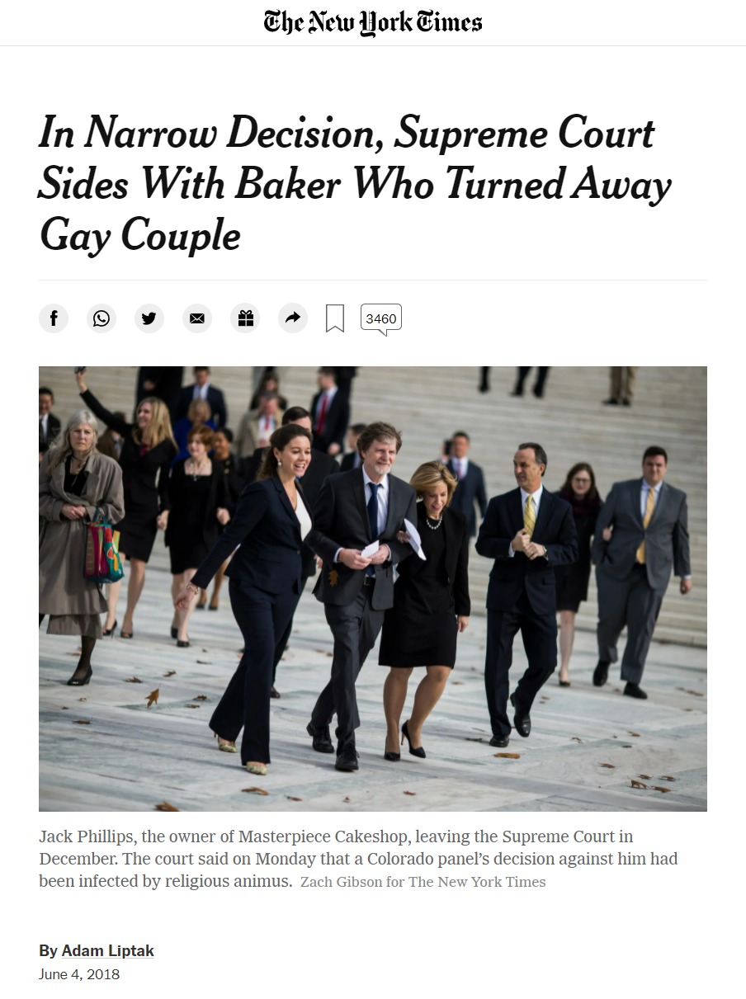 The New York Times
In Narrow Decision, Supreme Court
Sides With Baker Who Turned Away
Gay Couple
3460
Jack Phillips, the owner of Masterpiece Cakeshop, leaving the Supreme Court in
December. The court said on Monday that a Colorado panel’s decision against him had
been infected by religious animus. Zach Gibson for The New York Times
By Adam Liptak
June 4, 2018